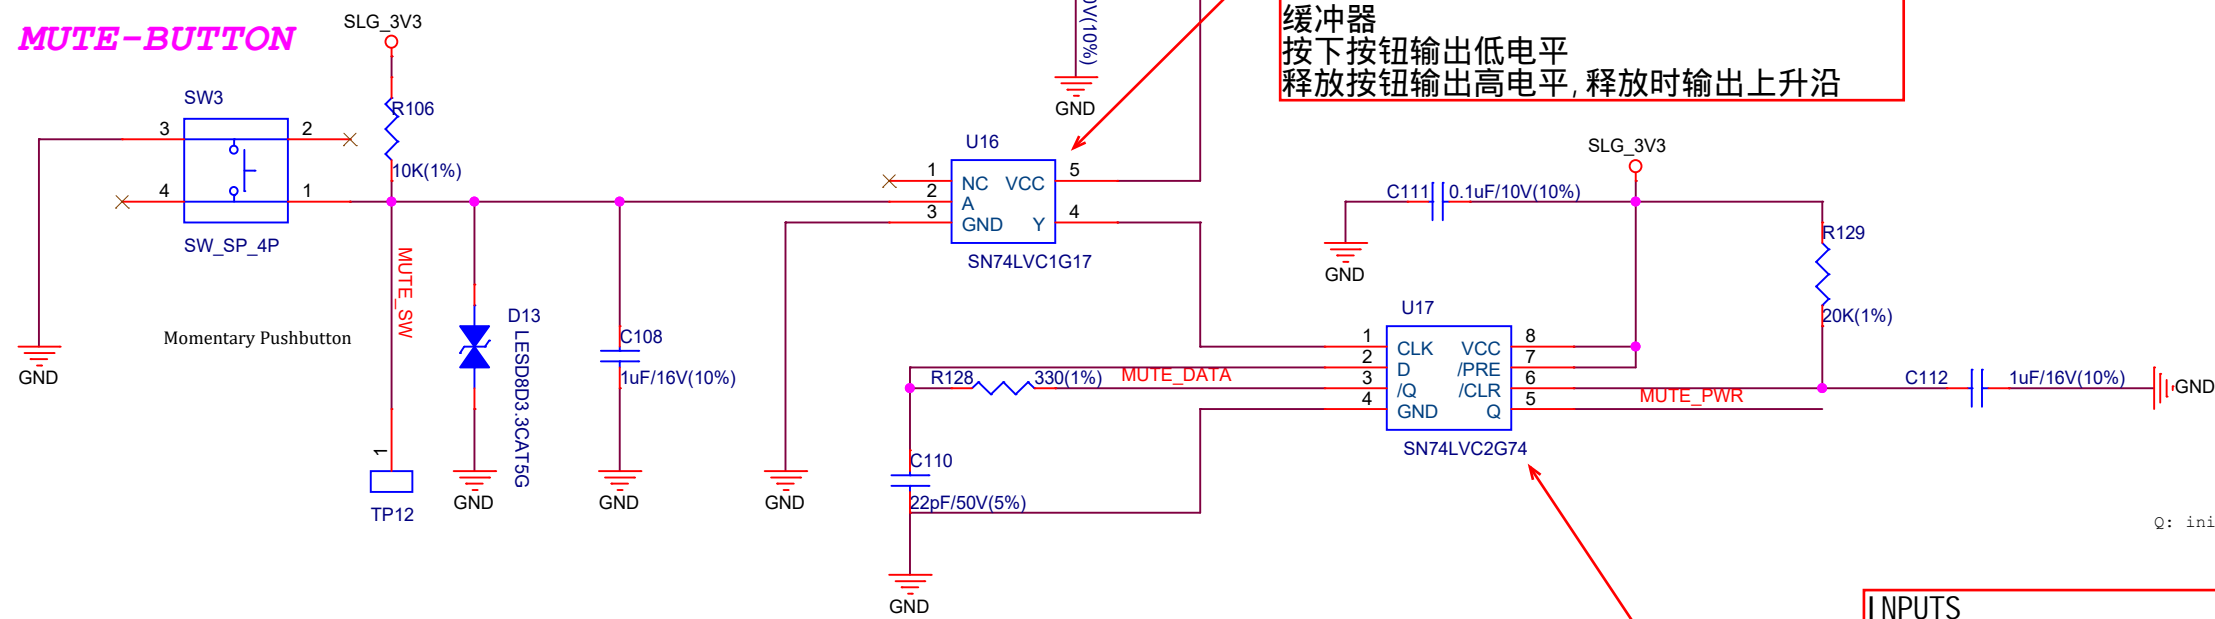 MUTE-BUTTON
SLG_3V3
0V(10%)
GND
缓冲器
按下按钮输出低电平
释放按钮输出高电平,释放时输出上升沿
SW3
3
2
4
1
SW_SP_4P
R106
10K(1%)
GND
Momentary Pushbutton
MUTE_SW
1
TP12
D13
LESD8D3.3CAT5G
GND
C108
1uF/16V(10%)
GND
U16
1
NC
VCC
5
2
A
3
GND
Y
4
SN74LVC1G17
GND
SLG_3V3
C111
0.1uF/10V(10%)
GND
R129
20K(1%)
U17
1
CLK
VCC
8
2
D
/PRE
7
3
/Q
/CLR
6
4
GND
Q
5
SN74LVC2G74
R128
330(1%)
MUTE_DATA
MUTE_PWR
C112
1uF/16V(10%)
GND
C110
22pF/50V(5%)
GND
Q: ini
INPUTS